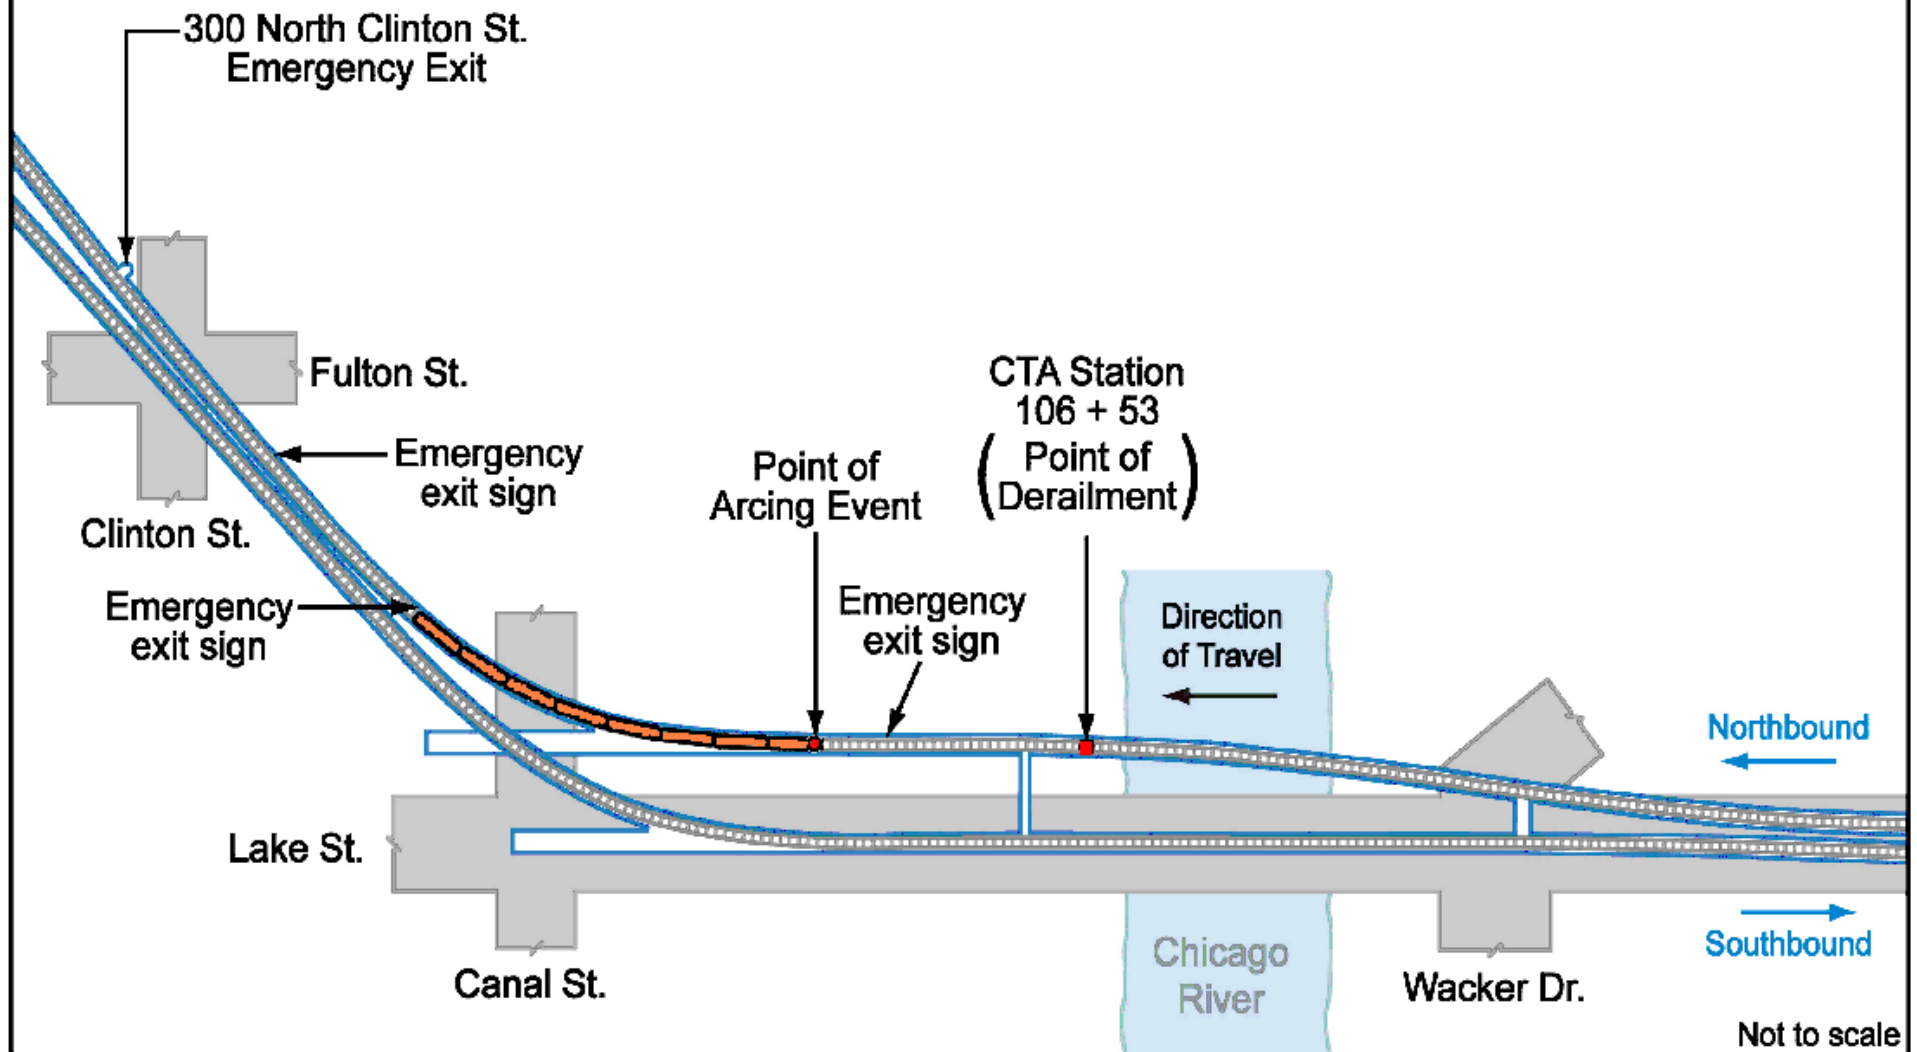 300 North Clinton St.
Emergency Exit
Fulton St.
CTA Station
106 + 53
(Point of
Derailment)
Emergency
exit sign
Point of
Arcing Event
Clinton St.
Emergency
exit sign
Emergency
exit sign
Direction
of Travel
Northbound
Lake St.
Southbound
Chicago
River
Canal St.
Wacker Dr.
Not to scale